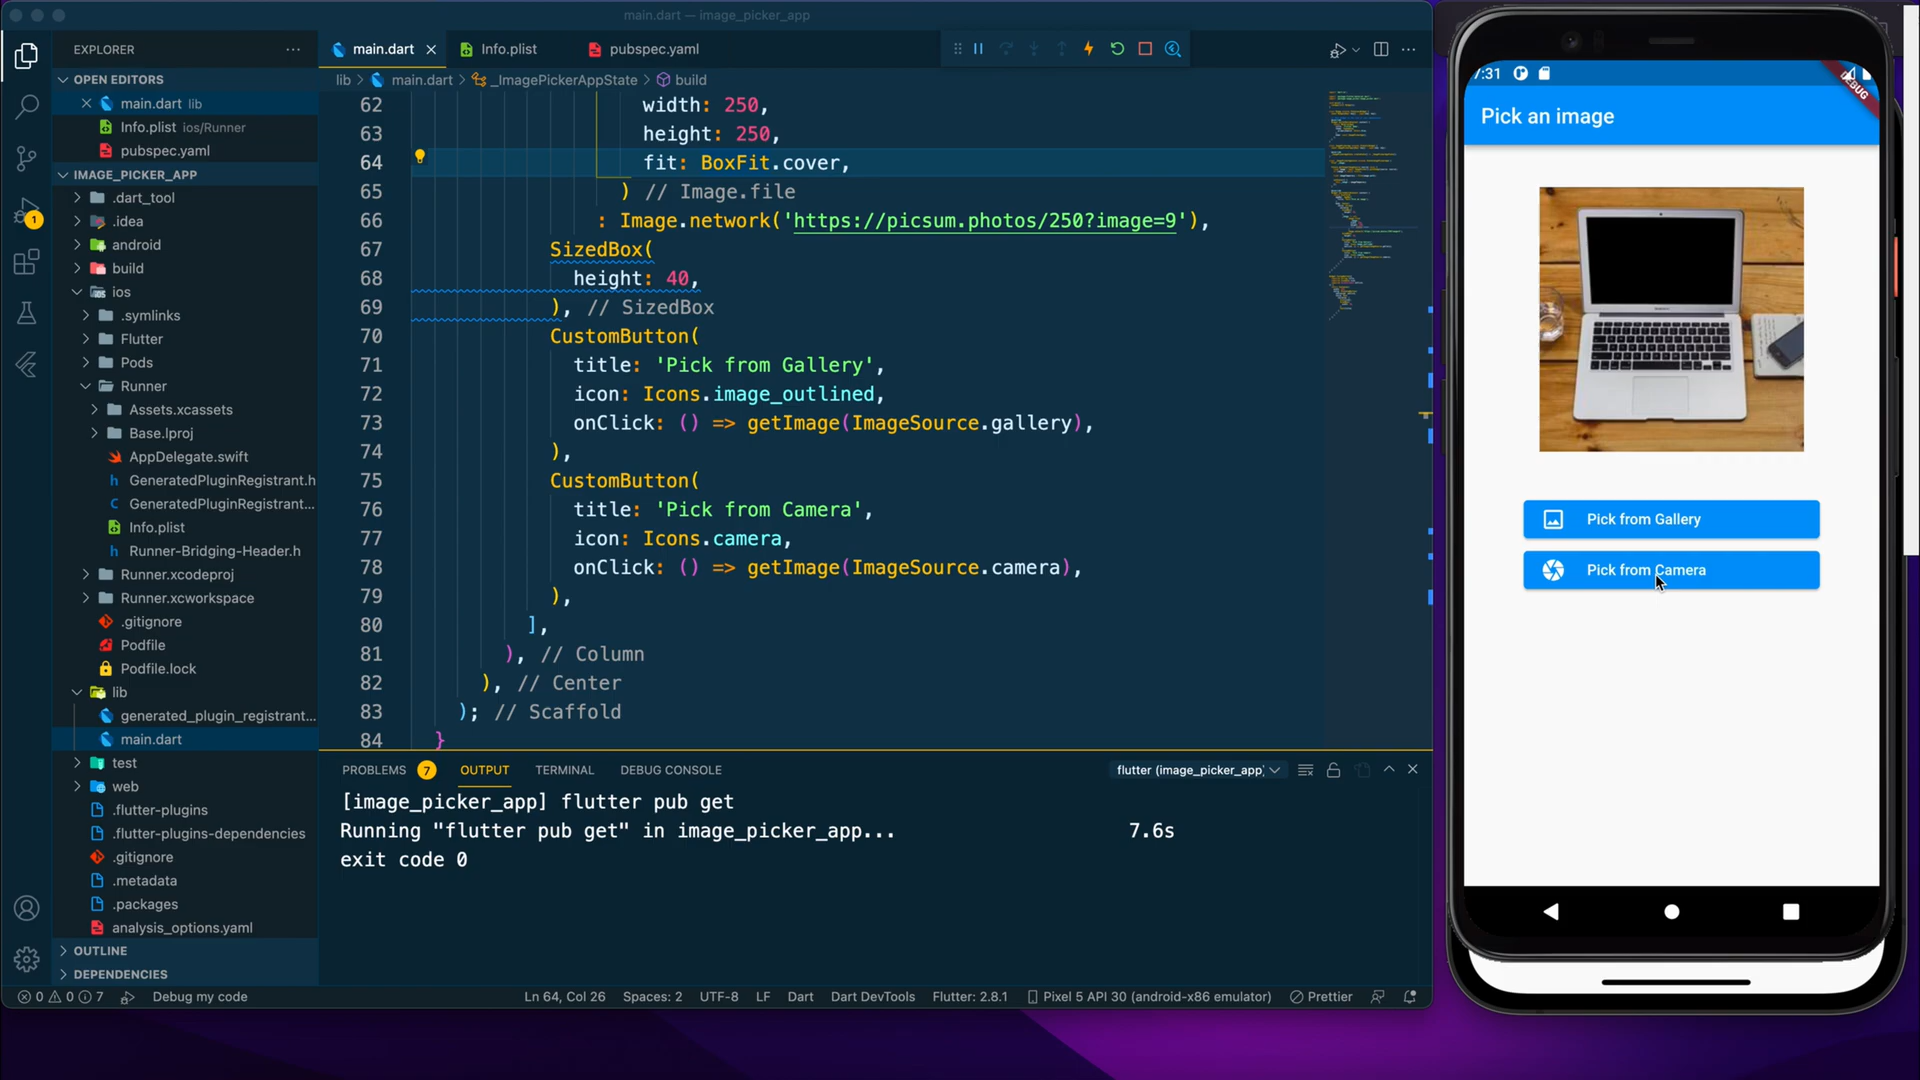 main.dart — image_picker_app
EXPLORER
OPEN EDITORS
main.dart lib
Info.plist ios/Runner
pubspec.yaml
IMAGE_PICKER_APP
.dart_tool
.idea
android
build
ios
.symlinks
Flutter
Pods
Runner
Assets.xcassets
Base.lproj
AppDelegate.swift
GeneratedPluginRegistrant.h
GeneratedPluginRegistrant...
Info.plist
Runner-Bridging-Header.h
Runner.xcodeproj
Runner.xcworkspace
.gitignore
Podfile
Podfile.lock
lib
generated_plugin_registrant...
main.dart
test
web
.flutter-plugins
.flutter-plugins-dependencies
.gitignore
.metadata
.packages
analysis_options.yaml
OUTLINE
DEPENDENCIES
1
main.dart
Info.plist
pubspec.yaml
lib > main.dart > _ImagePickerAppState > build
62 width: 250,
63 height: 250,
64 fit: BoxFit.cover,
65 ) // Image.file
66 : Image.network('https://picsum.photos/250?image=9'),
67 SizedBox(
68 height: 40,
69 ), // SizedBox
70 CustomButton(
71 title: 'Pick from Gallery',
72 icon: Icons.image_outlined,
73 onClick: () => getImage(ImageSource.gallery),
74 ),
75 CustomButton(
76 title: 'Pick from Camera',
77 icon: Icons.camera,
78 onClick: () => getImage(ImageSource.camera),
79 ),
80 ],
81 ), // Column
82 ), // Center
83 ); // Scaffold
84 }
PROBLEMS 7 OUTPUT TERMINAL DEBUG CONSOLE
flutter (image_picker_app)
[image_picker_app] flutter pub get
Running "flutter pub get" in image_picker_app... 7.6s
exit code 0
0 0 7 Debug my code
Ln 64, Col 26 Spaces: 2 UTF-8 LF Dart Dart DevTools Flutter: 2.8.1 Pixel 5 API 30 (android-x86 emulator) Prettier
7:31
DEBUG
Pick an image
Pick from Gallery
Pick from Camera